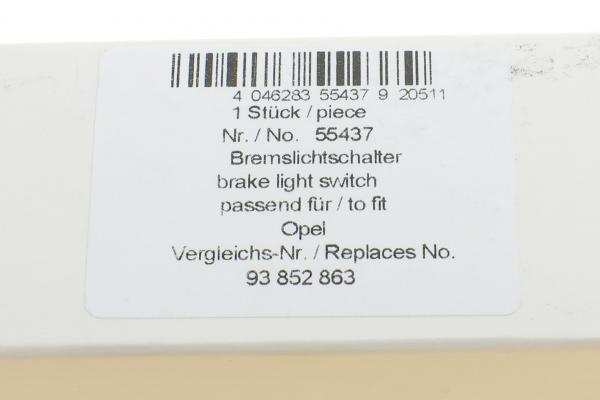 4 046283 55437 9 20511
1 Stück / piece
Nr. / No. 55437
Bremslichtschalter
brake light switch
passend für / to fit
Opel
Vergleichs-Nr. / Replaces No.
93 852 863